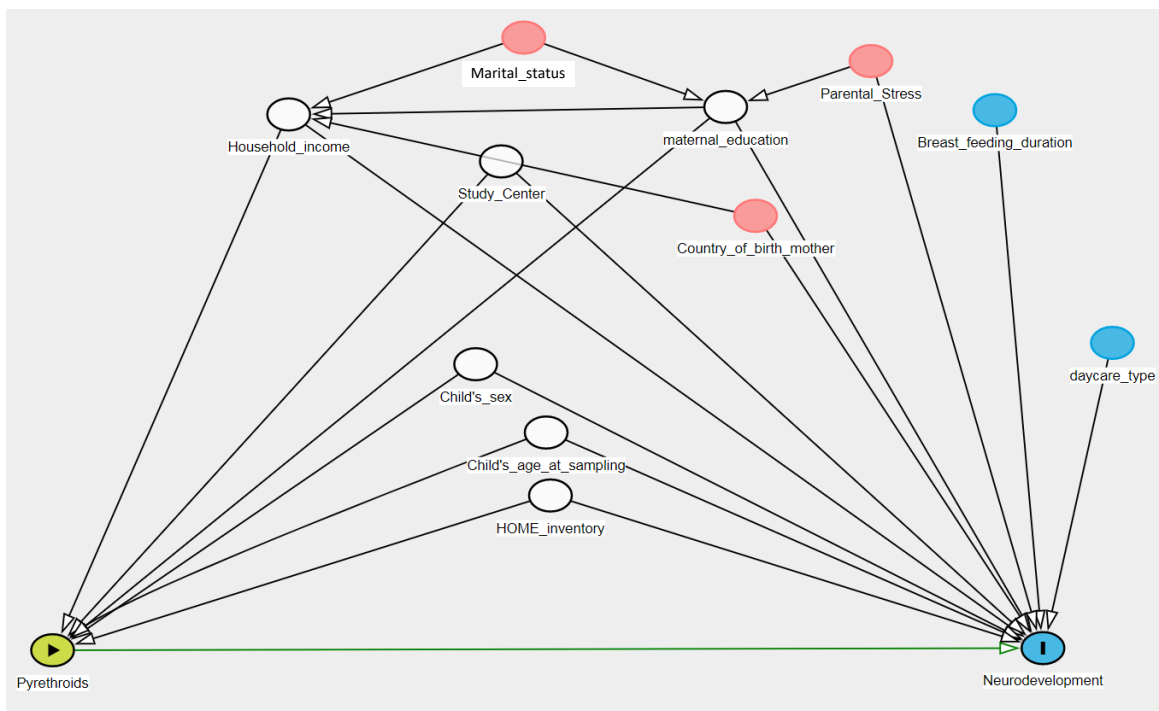 Marital_status
Parental_Stress
Household_income
maternal_education
Breast_feeding_duration
Study_Center
Country_of_birth_mother
daycare_type
Child's_sex
Child's_age_at_sampling
HOME_inventory
Pyrethroids
Neurodevelopment